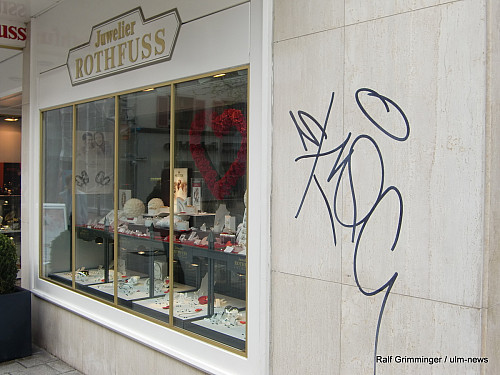 uss
Juwelier
ROTHFUSS
Ralf Grimminger / ulm-news